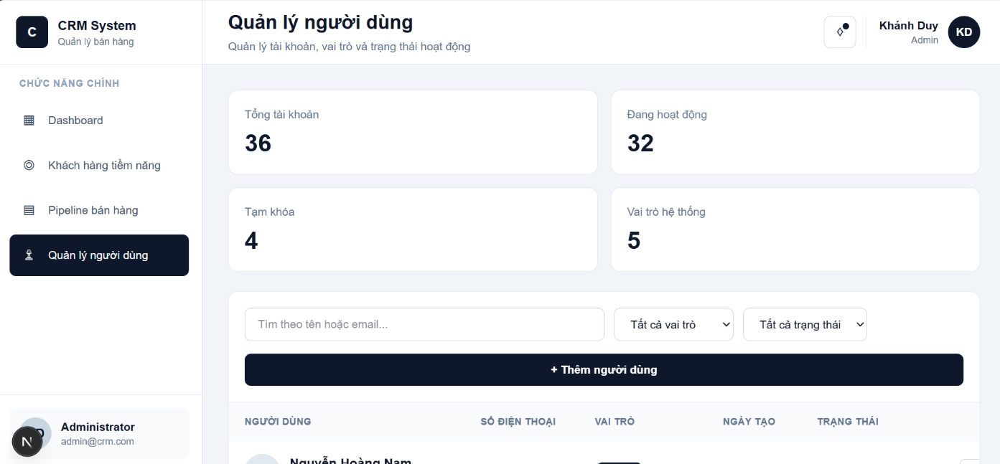 C
CRM System
Quản lý bán hàng
CHỨC NĂNG CHÍNH
Dashboard
Khách hàng tiềm năng
Pipeline bán hàng
Quản lý người dùng
Administrator
admin@crm.com
N
Quản lý người dùng
Quản lý tài khoản, vai trò và trạng thái hoạt động
Khánh Duy
Admin
KD
Tổng tài khoản
36
Đang hoạt động
32
Tạm khóa
4
Vai trò hệ thống
5
Tìm theo tên hoặc email...
Tất cả vai trò
Tất cả trạng thái
+ Thêm người dùng
NGƯỜI DÙNG SỐ ĐIỆN THOẠI VAI TRÒ NGÀY TẠO TRẠNG THÁI
Nguyễn Hoàng Nam